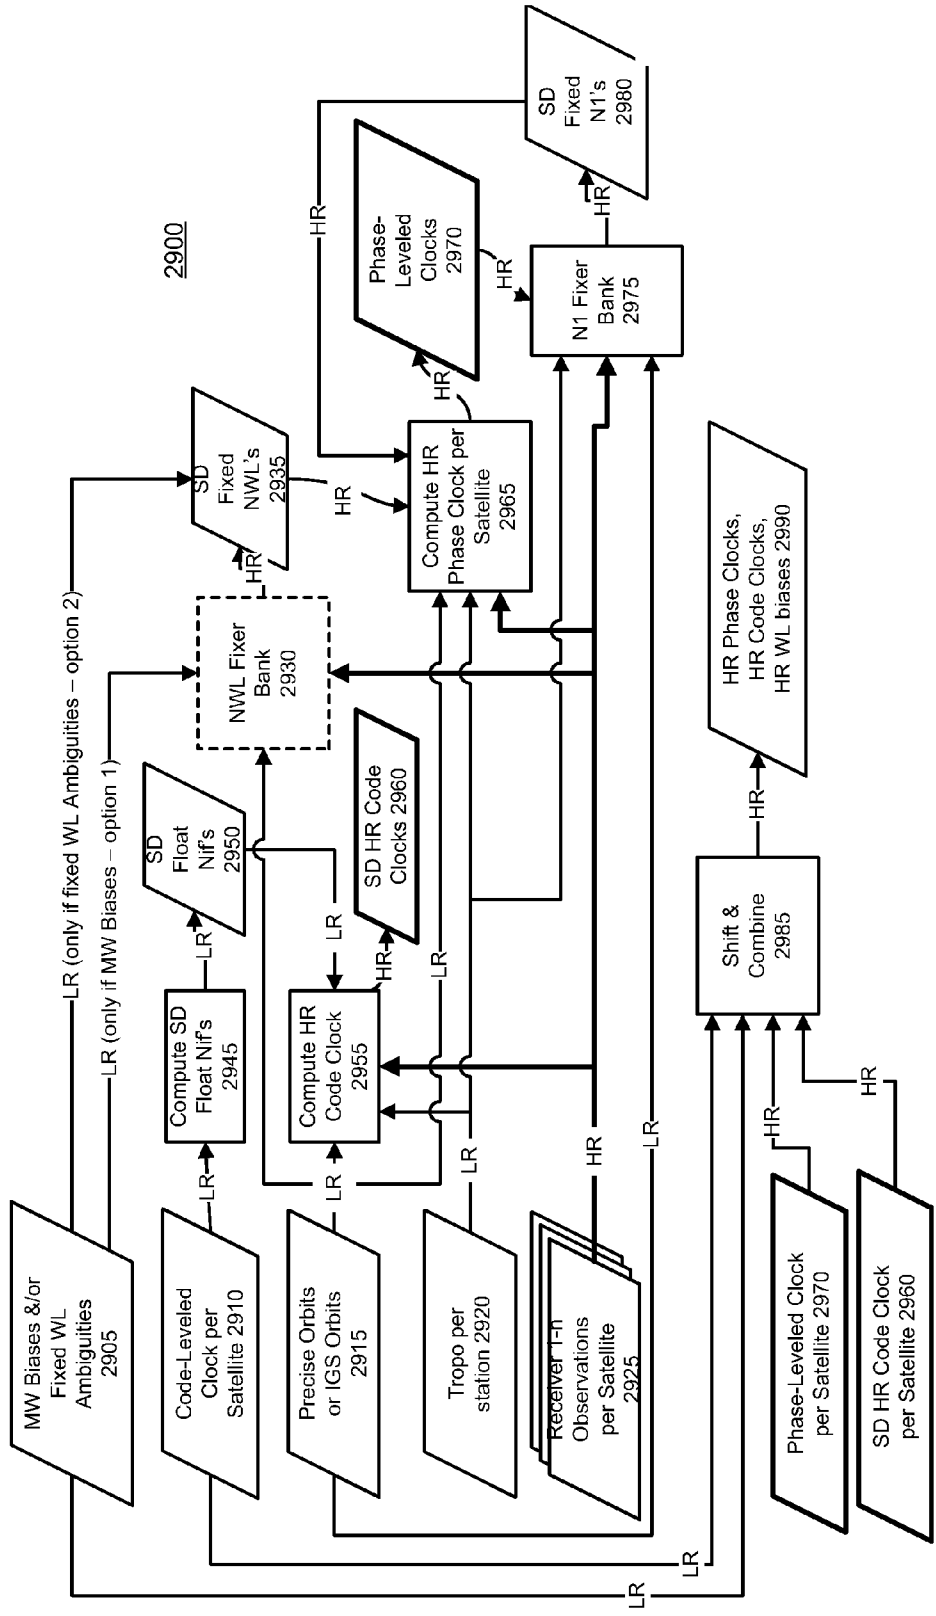 2900
MW Biases &/or
Fixed WL
Ambiguities
2905
LR (only if fixed WL Ambiguities – option 2)
LR (only if MW Biases – option 1)
Code-Leveled
Clock per
Satellite 2910
LR
Compute SD
Float Nif's
2945
LR
SD
Float
Nif's
2950
LR
NWL Fixer
Bank
2930
HR
SD
Fixed
NWL's
2935
HR
Precise Orbits
or IGS Orbits
2915
LR
Compute HR
Code Clock
2955
HR
SD HR Code
Clocks 2960
LR
Compute HR
Phase Clock per
Satellite
2965
HR
Phase-
Leveled
Clocks
2970
HR
HR
Tropo per
station 2920
LR
Receiver 1-n
Observations
per Satellite
2925
HR
LR
N1 Fixer
Bank
2975
HR
SD
Fixed
N1's
2980
LR
LR
Phase-Leveled Clock
per Satellite 2970
HR
SD HR Code Clock
per Satellite 2960
HR
Shift &
Combine
2985
HR
HR Phase Clocks,
HR Code Clocks,
HR WL biases 2990